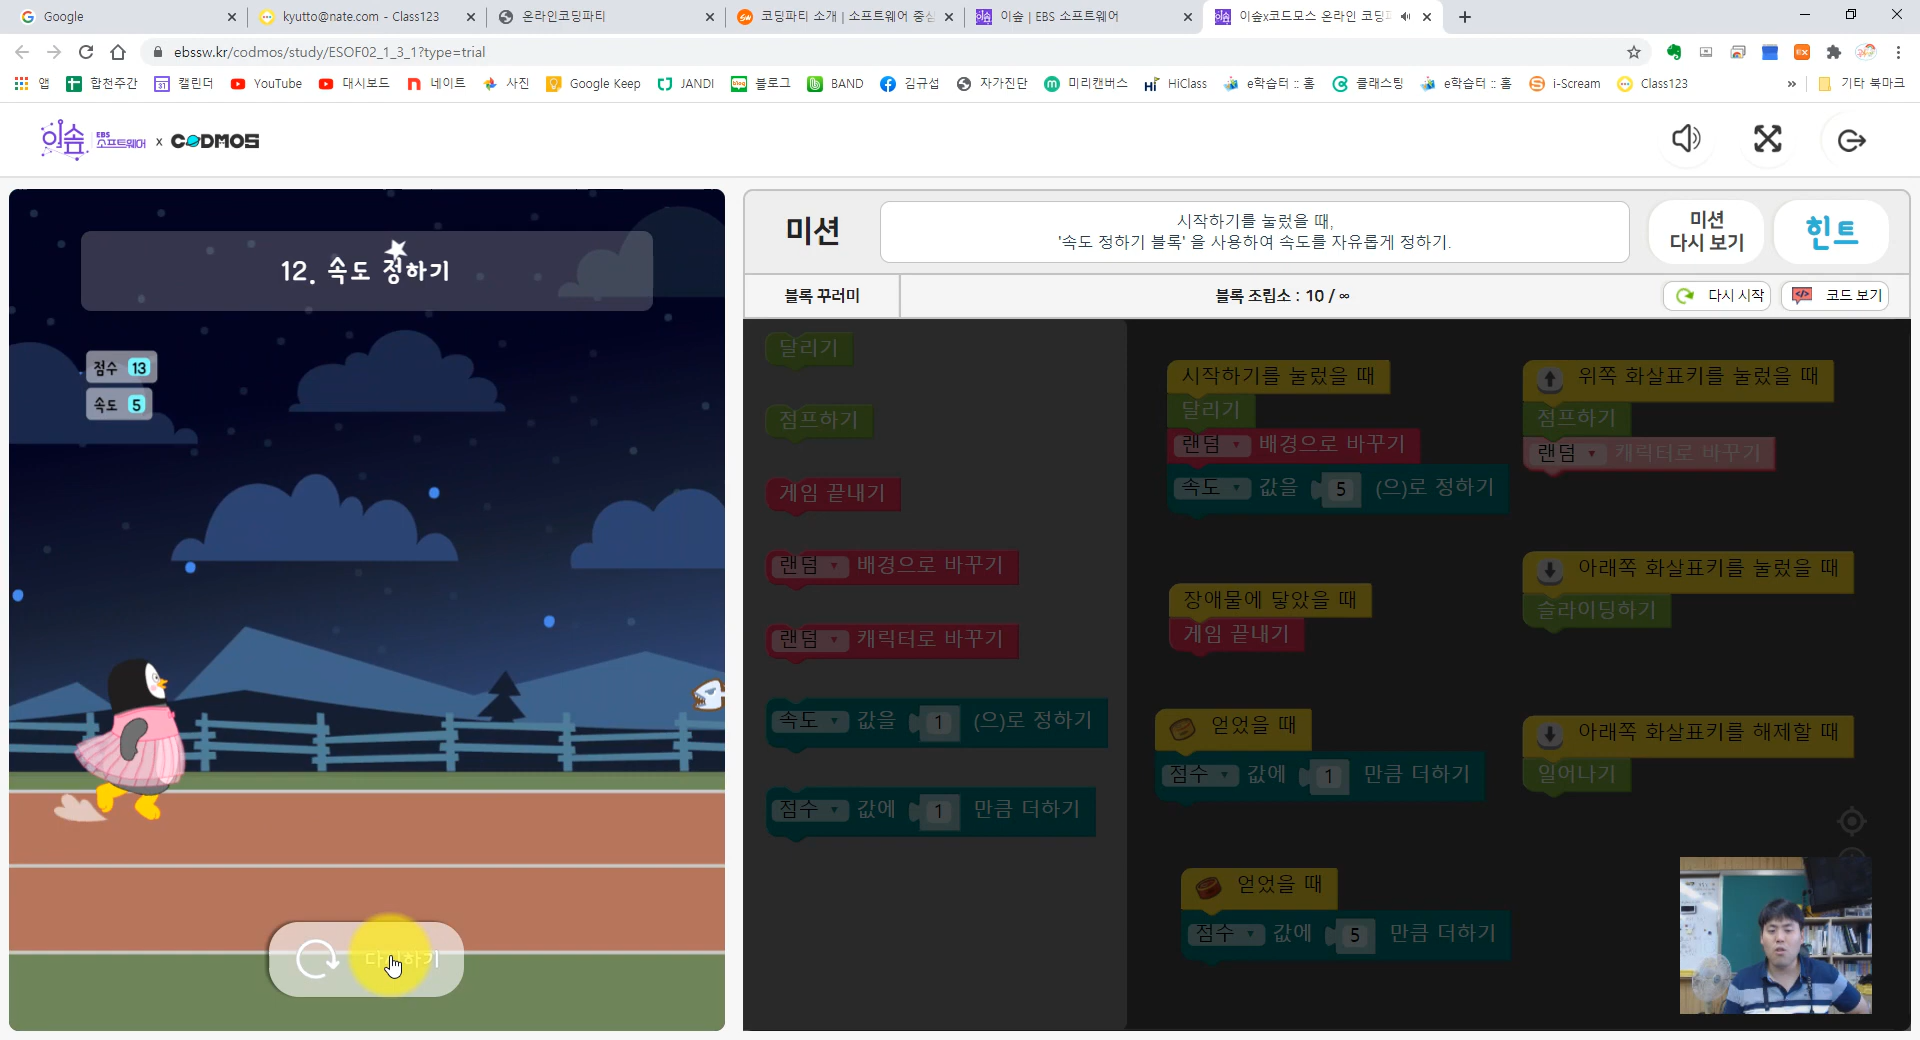 Google
kyutto@nate.com - Class123
온라인코딩파티
코딩파티 소개 | 소프트웨어 중심
이솦 | EBS 소프트웨어
이솦x코드모스 온라인 코딩파
ebssw.kr/codmos/study/ESOF02_1_3_1?type=trial
앱
합천주간
캘린더
YouTube
대시보드
네이트
사진
Google Keep
JANDI
블로그
BAND
김규섭
자가진단
미리캔버스
HiClass
e학습터 :: 홈
클래스팅
e학습터 :: 홈
i-Scream
Class123
»
기타 북마크
이솦 EBS 소프트웨어 x CODMOS
12. 속도 정하기
점수 13
속도 5
다시하기
미션
시작하기를 눌렀을 때,
'속도 정하기 블록' 을 사용하여 속도를 자유롭게 정하기.
미션
다시 보기
힌트
블록 꾸러미
블록 조립소 : 10 / ∞
다시 시작
코드 보기
달리기
점프하기
게임 끝내기
랜덤 배경으로 바꾸기
랜덤 캐릭터로 바꾸기
속도 값을 1 (으)로 정하기
점수 값에 1 만큼 더하기
시작하기를 눌렀을 때
달리기
랜덤 배경으로 바꾸기
속도 값을 5 (으)로 정하기
장애물에 닿았을 때
게임 끝내기
얻었을 때
점수 값에 1 만큼 더하기
얻었을 때
점수 값에 5 만큼 더하기
위쪽 화살표키를 눌렀을 때
점프하기
랜덤 캐릭터로 바꾸기
아래쪽 화살표키를 눌렀을 때
슬라이딩하기
아래쪽 화살표키를 해제할 때
일어나기